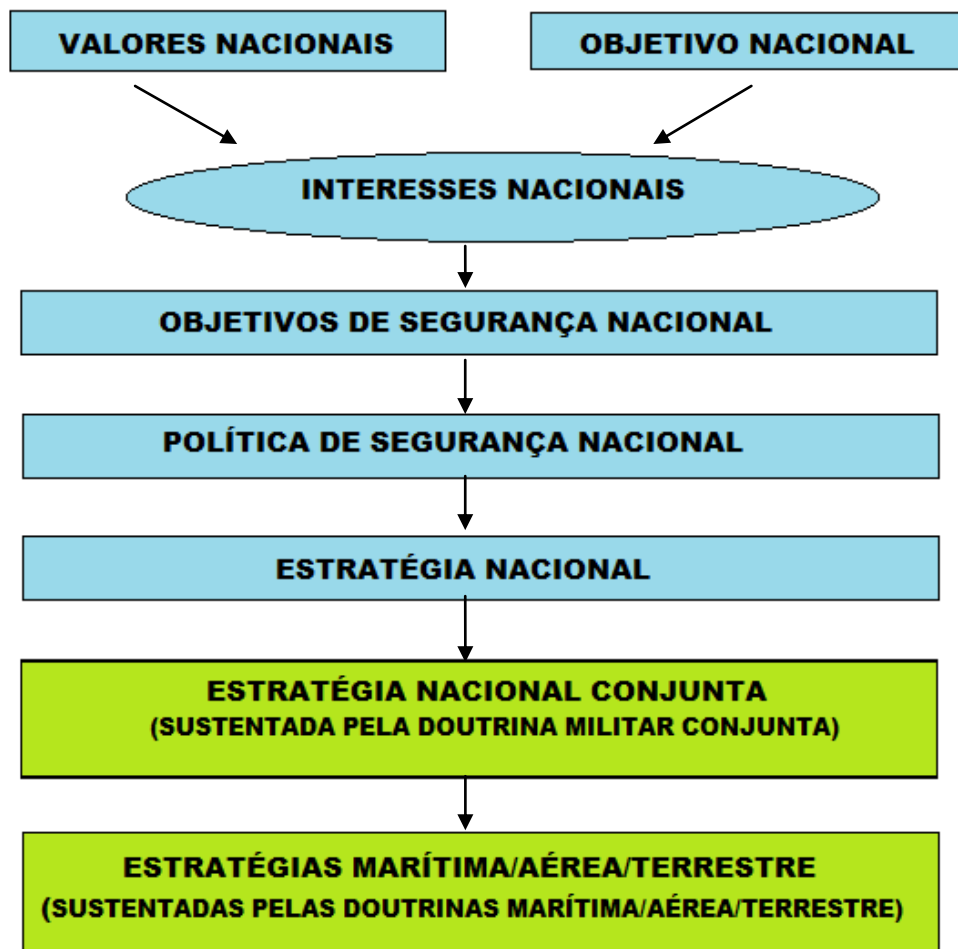 VALORES NACIONAIS
OBJETIVO NACIONAL
INTERESSES NACIONAIS
OBJETIVOS DE SEGURANÇA NACIONAL
POLÍTICA DE SEGURANÇA NACIONAL
ESTRATÉGIA NACIONAL
ESTRATÉGIA NACIONAL CONJUNTA
(SUSTENTADA PELA DOUTRINA MILITAR CONJUNTA)
ESTRATÉGIAS MARÍTIMA/AÉREA/TERRESTRE
(SUSTENTADAS PELAS DOUTRINAS MARÍTIMA/AÉREA/TERRESTRE)